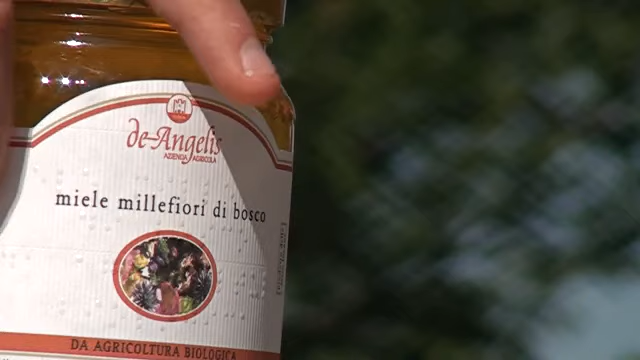 de Angelis
AZIENDA AGRICOLA
miele millefiori di bosco
DA AGRICOLTURA BIOLOGICA